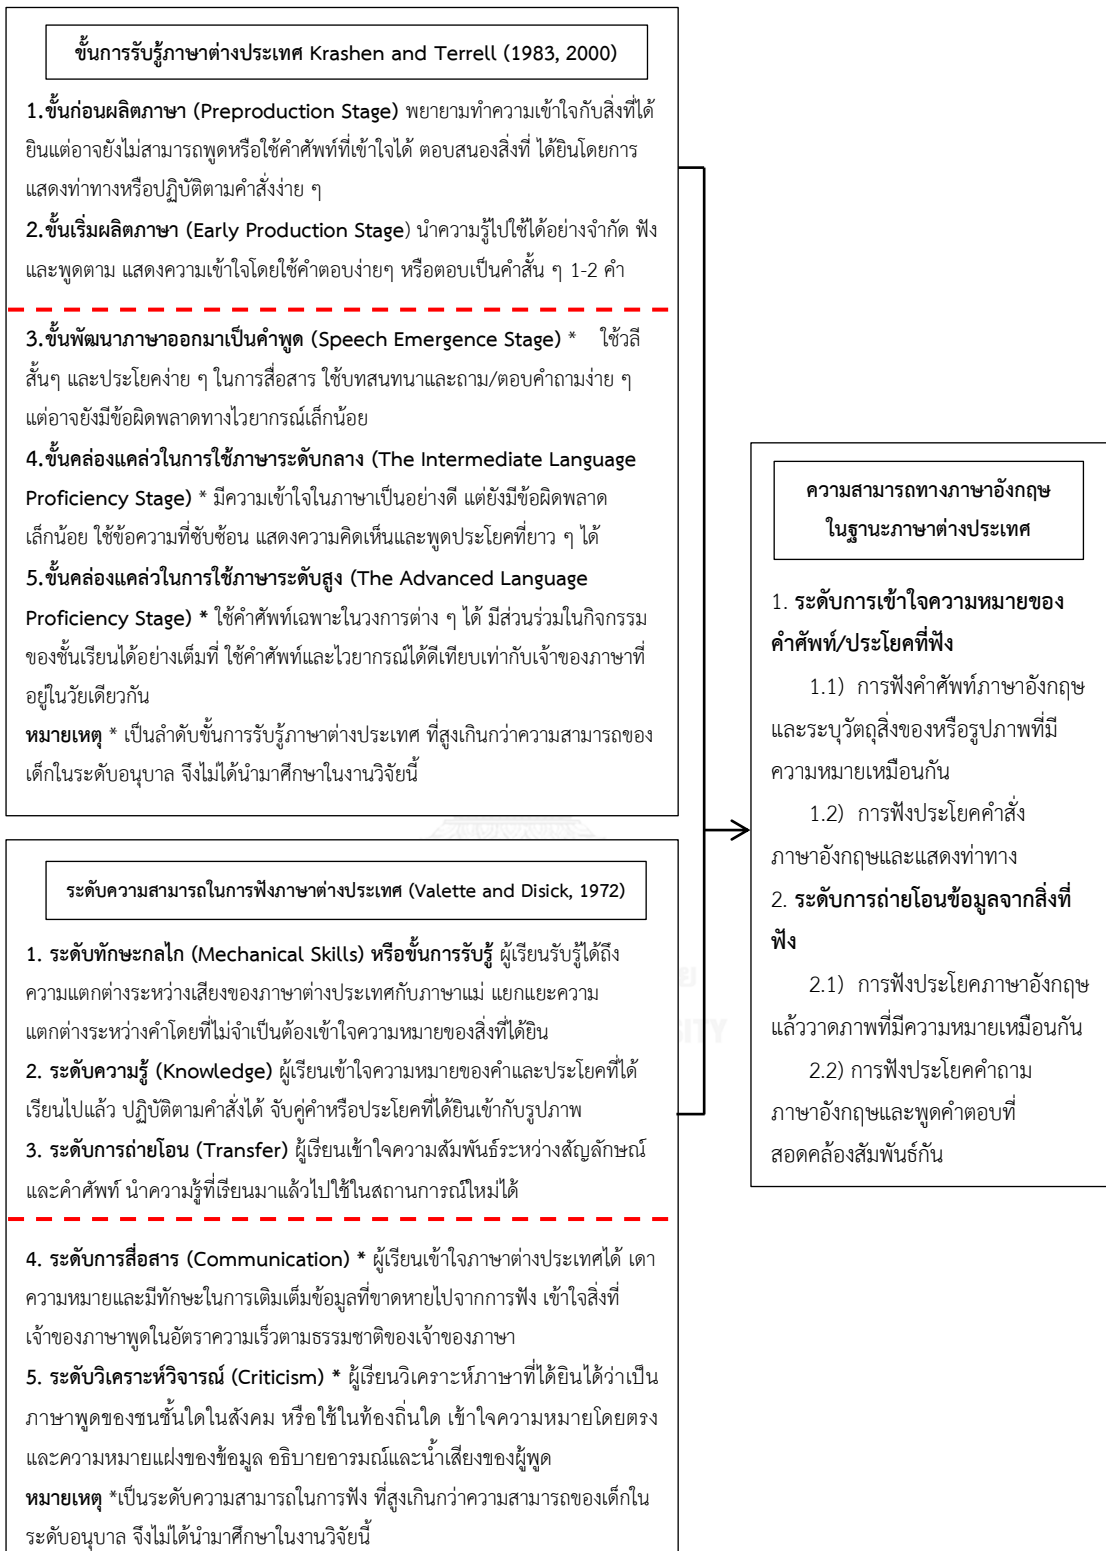 ขั้นการรับรู้ภาษาต่างประเทศ Krashen and Terrell (1983, 2000)
1.ขั้นก่อนผลิตภาษา (Preproduction Stage) พยายามทำความเข้าใจกับสิ่งที่ได้
ยินแต่อาจยังไม่สามารถพูดหรือใช้คำศัพท์ที่เข้าใจได้ ตอบสนองสิ่งที่ ได้ยินโดยการ
แสดงท่าทางหรือปฏิบัติตามคำสั่งง่าย ๆ
2.ขั้นเริ่มผลิตภาษา (Early Production Stage) นำความรู้ไปใช้ได้อย่างจำกัด ฟัง
และพูดตาม แสดงความเข้าใจโดยใช้คำตอบง่ายๆ หรือตอบเป็นคำสั้น ๆ 1-2 คำ
3.ขั้นพัฒนาภาษาออกมาเป็นคำพูด (Speech Emergence Stage) * ใช้วลี
สั้นๆ และประโยคง่าย ๆ ในการสื่อสาร ใช้บทสนทนาและถาม/ตอบคำถามง่าย ๆ
แต่อาจยังมีข้อผิดพลาดทางไวยากรณ์เล็กน้อย
4.ขั้นคล่องแคล่วในการใช้ภาษาระดับกลาง (The Intermediate Language
Proficiency Stage) * มีความเข้าใจในภาษาเป็นอย่างดี แต่ยังมีข้อผิดพลาด
เล็กน้อย ใช้ข้อความที่ซับซ้อน แสดงความคิดเห็นและพูดประโยคที่ยาว ๆ ได้
5.ขั้นคล่องแคล่วในการใช้ภาษาระดับสูง (The Advanced Language
Proficiency Stage) * ใช้คำศัพท์เฉพาะในวงการต่าง ๆ ได้ มีส่วนร่วมในกิจกรรม
ของชั้นเรียนได้อย่างเต็มที่ ใช้คำศัพท์และไวยากรณ์ได้ดีเทียบเท่ากับเจ้าของภาษาที่
อยู่ในวัยเดียวกัน
หมายเหตุ * เป็นลำดับขั้นการรับรู้ภาษาต่างประเทศ ที่สูงเกินกว่าความสามารถของ
เด็กในระดับอนุบาล จึงไม่ได้นำมาศึกษาในงานวิจัยนี้
ระดับความสามารถในการฟังภาษาต่างประเทศ (Valette and Disick, 1972)
1. ระดับทักษะกลไก (Mechanical Skills) หรือขั้นการรับรู้ ผู้เรียนรับรู้ได้ถึง
ความแตกต่างระหว่างเสียงของภาษาต่างประเทศกับภาษาแม่ แยกแยะความ
แตกต่างระหว่างคำโดยที่ไม่จำเป็นต้องเข้าใจความหมายของสิ่งที่ได้ยิน
2. ระดับความรู้ (Knowledge) ผู้เรียนเข้าใจความหมายของคำและประโยคที่ได้
เรียนไปแล้ว ปฏิบัติตามคำสั่งได้ จับคู่คำหรือประโยคที่ได้ยินเข้ากับรูปภาพ
3. ระดับการถ่ายโอน (Transfer) ผู้เรียนเข้าใจความสัมพันธ์ระหว่างสัญลักษณ์
และคำศัพท์ นำความรู้ที่เรียนมาแล้วไปใช้ในสถานการณ์ใหม่ได้
4. ระดับการสื่อสาร (Communication) * ผู้เรียนเข้าใจภาษาต่างประเทศได้ เดา
ความหมายและมีทักษะในการเติมเต็มข้อมูลที่ขาดหายไปจากการฟัง เข้าใจสิ่งที่
เจ้าของภาษาพูดในอัตราความเร็วตามธรรมชาติของเจ้าของภาษา
5. ระดับวิเคราะห์วิจารณ์ (Criticism) * ผู้เรียนวิเคราะห์ภาษาที่ได้ยินได้ว่าเป็น
ภาษาพูดของชนชั้นใดในสังคม หรือใช้ในท้องถิ่นใด เข้าใจความหมายโดยตรง
และความหมายแฝงของข้อมูล อธิบายอารมณ์และน้ำเสียงของผู้พูด
หมายเหตุ *เป็นระดับความสามารถในการฟัง ที่สูงเกินกว่าความสามารถของเด็กใน
ระดับอนุบาล จึงไม่ได้นำมาศึกษาในงานวิจัยนี้
ความสามารถทางภาษาอังกฤษ
ในฐานะภาษาต่างประเทศ
1. ระดับการเข้าใจความหมายของ
คำศัพท์/ประโยคที่ฟัง
1.1) การฟังคำศัพท์ภาษาอังกฤษ
และระบุวัตถุสิ่งของหรือรูปภาพที่มี
ความหมายเหมือนกัน
1.2) การฟังประโยคคำสั่ง
ภาษาอังกฤษและแสดงท่าทาง
2. ระดับการถ่ายโอนข้อมูลจากสิ่งที่
ฟัง
2.1) การฟังประโยคภาษาอังกฤษ
แล้ววาดภาพที่มีความหมายเหมือนกัน
2.2) การฟังประโยคคำถาม
ภาษาอังกฤษและพูดคำตอบที่
สอดคล้องสัมพันธ์กัน